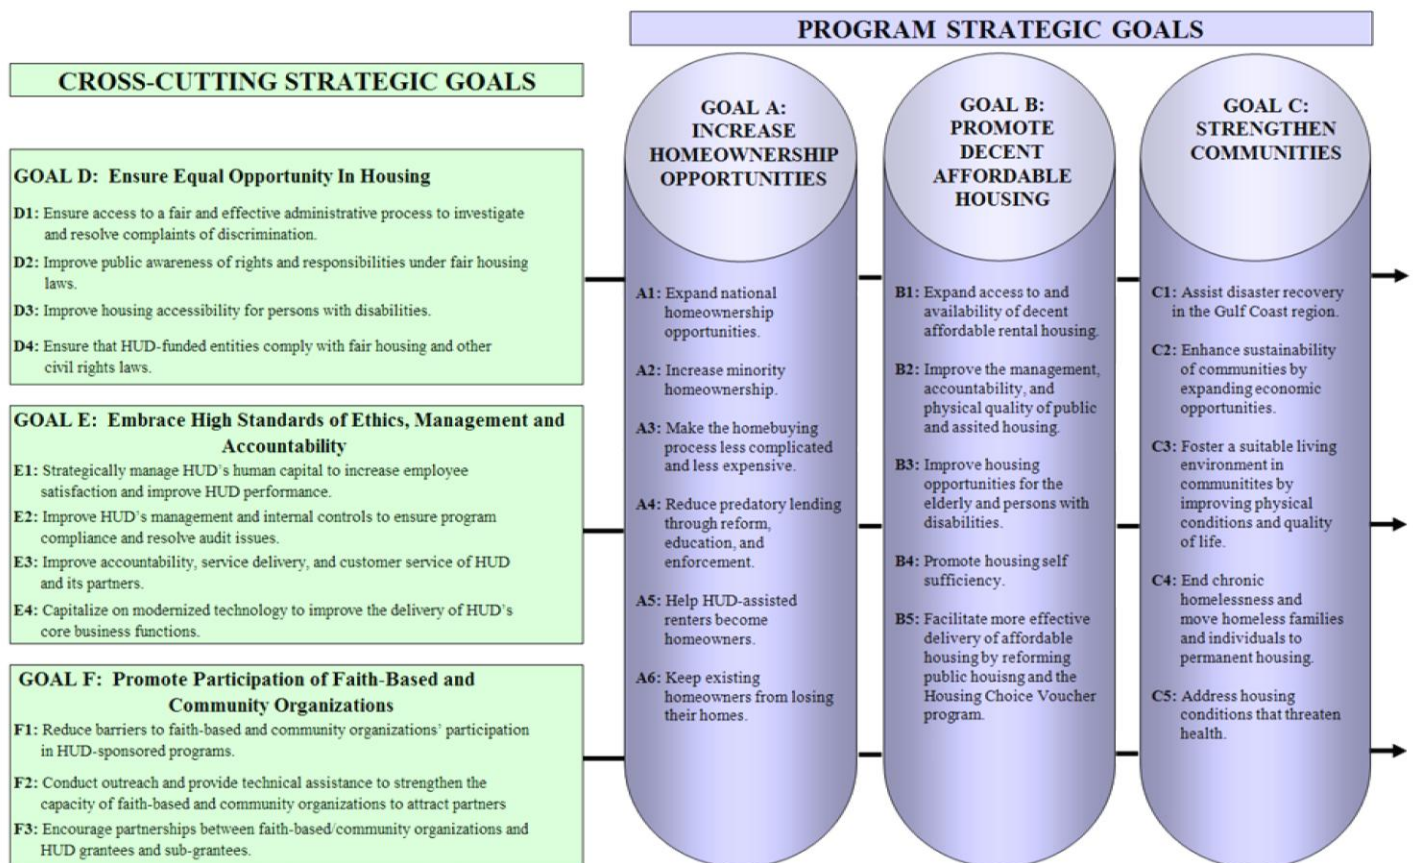 PROGRAM STRATEGIC GOALS
CROSS-CUTTING STRATEGIC GOALS
GOAL D: Ensure Equal Opportunity In Housing
D1: Ensure access to a fair and effective administrative process to investigate
and resolve complaints of discrimination.
D2: Improve public awareness of rights and responsibilities under fair housing
laws.
D3: Improve housing accessibility for persons with disabilities.
D4: Ensure that HUD-funded entities comply with fair housing and other
civil rights laws.
GOAL E: Embrace High Standards of Ethics, Management and
Accountability
E1: Strategically manage HUD's human capital to increase employee
satisfaction and improve HUD performance.
E2: Improve HUD's management and internal controls to ensure program
compliance and resolve audit issues.
E3: Improve accountability, service delivery, and customer service of HUD
and its partners.
E4: Capitalize on modernized technology to improve the delivery of HUD's
core business functions.
GOAL F: Promote Participation of Faith-Based and
Community Organizations
F1: Reduce barriers to faith-based and community organizations' participation
in HUD-sponsored programs.
F2: Conduct outreach and provide technical assistance to strengthen the
capacity of faith-based and community organizations to attract partners
F3: Encourage partnerships between faith-based/community organizations and
HUD grantees and sub-grantees.
GOAL A:
INCREASE
HOMEOWNERSHIP
OPPORTUNITIES
A1: Expand national
homeownership
opportunities.
A2: Increase minority
homeownership.
A3: Make the homebuying
process less complicated
and less expensive.
A4: Reduce predatory lending
through reform,
education, and
enforcement.
A5: Help HUD-assisted
renters become
homeowners.
A6: Keep existing
homeowners from losing
their homes.
GOAL B:
PROMOTE
DECENT
AFFORDABLE
HOUSING
B1: Expand access to and
availability of decent
affordable rental housing.
B2: Improve the management,
accountability, and
physical quality of public
and assited housing.
B3: Improve housing
opportunities for the
elderly and persons with
disabilities.
B4: Promote housing self
sufficiency.
B5: Facilitate more effective
delivery of affordable
housing by reforming
public houisng and the
Housing Choice Voucher
program.
GOAL C:
STRENGTHEN
COMMUNITIES
C1: Assist disaster recovery
in the Gulf Coast region.
C2: Enhance sustainability
of communities by
expanding economic
opportunities.
C3: Foster a suitable living
environment in
communitites by
improving physical
conditions and quality
of life.
C4: End chronic
homelessness and
move homeless families
and individuals to
permanent housing.
C5: Address housing
conditions that threaten
health.